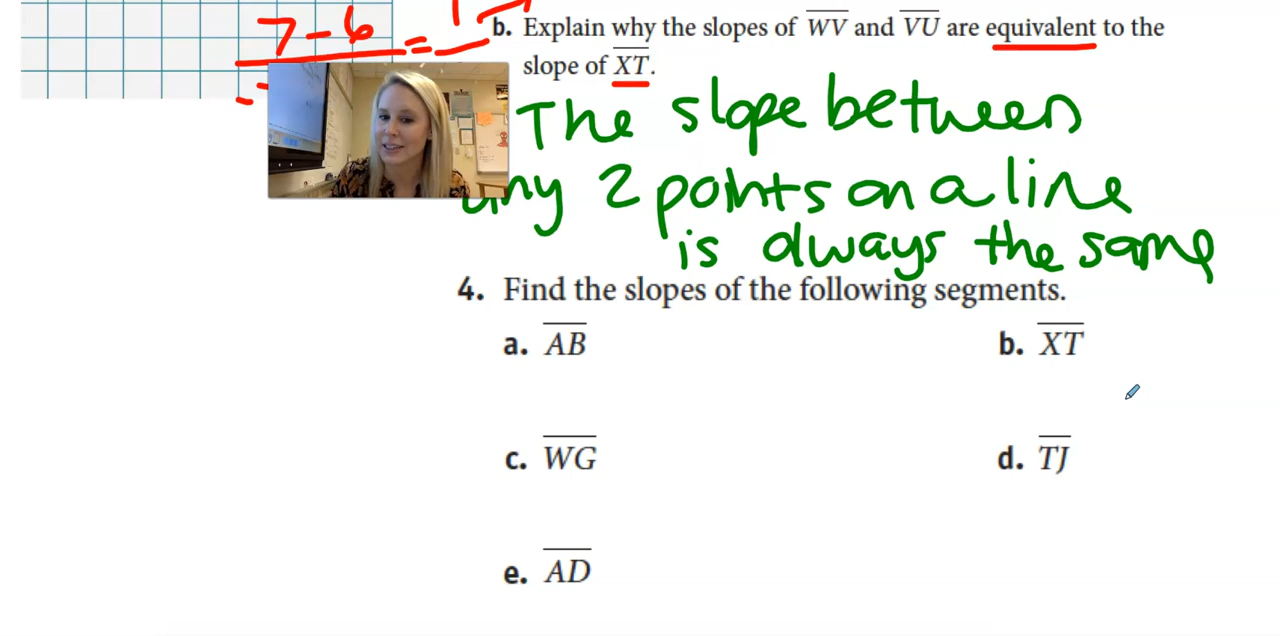 7-6
=
b. Explain why the slopes of WV and VU are equivalent to the
slope of XT.
The slope between
any 2 points on a line
is always the same
4. Find the slopes of the following segments.
a. AB
b. XT
c. WG
d. TJ
e. AD